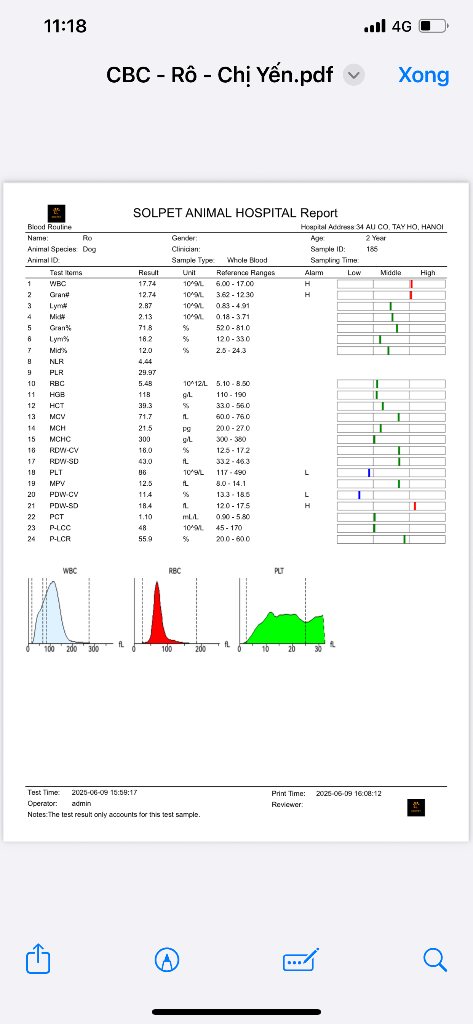 11:18 4G
CBC - Rô - Chị Yến.pdf Xong
SOLPET ANIMAL HOSPITAL Report
Blood Routine Hospital Address:34 AU CO, TAY HO, HANOI
Name: Ro Gender: Age: 2 Year
Animal Species: Dog Clinician: Sample ID: 185
Animal ID: Sample Type: Whole Blood Sampling Time:
Test Items Result Unit Reference Ranges Alarm Low Middle High
1 WBC 17.74 10^9/L 6.00 - 17.00 H
2 Gran# 12.74 10^9/L 3.62 - 12.30 H
3 Lym# 2.87 10^9/L 0.83 - 4.91
4 Mid# 2.13 10^9/L 0.18 - 3.71
5 Gran% 71.8 % 52.0 - 81.0
6 Lym% 16.2 % 12.0 - 33.0
7 Mid% 12.0 % 2.5 - 24.3
8 NLR 4.44
9 PLR 29.97
10 RBC 5.48 10^12/L 5.10 - 8.50
11 HGB 118 g/L 110 - 190
12 HCT 39.3 % 33.0 - 56.0
13 MCV 71.7 fL 60.0 - 76.0
14 MCH 21.5 pg 20.0 - 27.0
15 MCHC 300 g/L 300 - 380
16 RDW-CV 16.0 % 12.5 - 17.2
17 RDW-SD 43.0 fL 33.2 - 46.3
18 PLT 86 10^9/L 117 - 490 L
19 MPV 12.5 fL 8.0 - 14.1
20 PDW-CV 11.4 % 13.3 - 18.5 L
21 PDW-SD 18.4 fL 12.0 - 17.5 H
22 PCT 1.10 mL/L 0.90 - 5.80
23 P-LCC 48 10^9/L 45 - 170
24 P-LCR 55.9 % 20.0 - 60.0
WBC RBC PLT
0 100 200 300 fL 0 100 200 fL 0 10 20 30 fL
Test Time: 2025-06-09 15:59:17 Print Time: 2025-06-09 16:08:12
Operator: admin Reviewer:
Notes:The test result only accounts for this test sample.